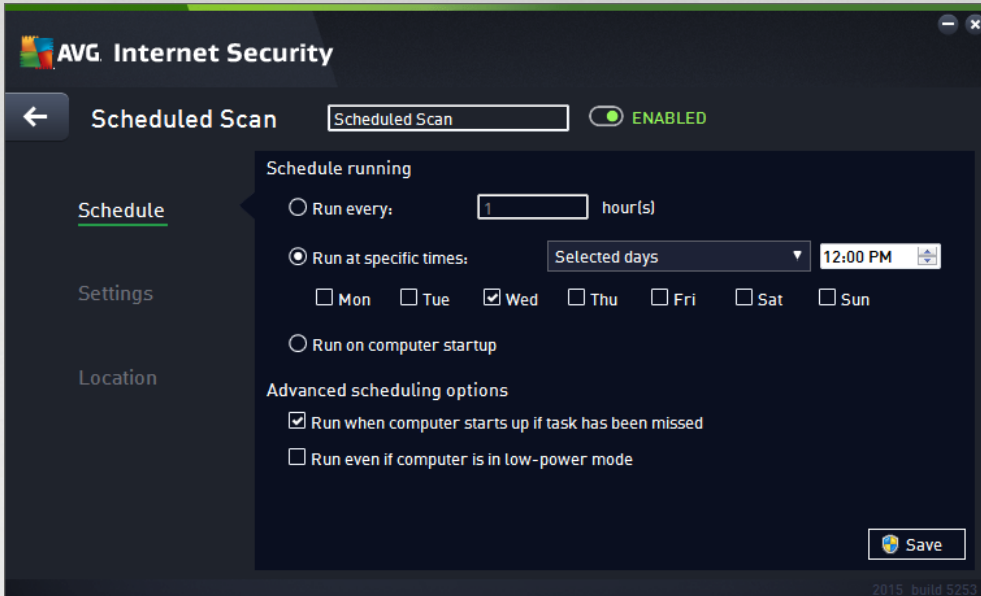 AVG. Internet Security
Scheduled Scan
Scheduled Scan
ENABLED
Schedule
Settings
Location
Schedule running
Run every:
1
hour(s)
Run at specific times:
Selected days
12:00 PM
Mon
Tue
Wed
Thu
Fri
Sat
Sun
Run on computer startup
Advanced scheduling options
Run when computer starts up if task has been missed
Run even if computer is in low-power mode
Save
2015 build 5253